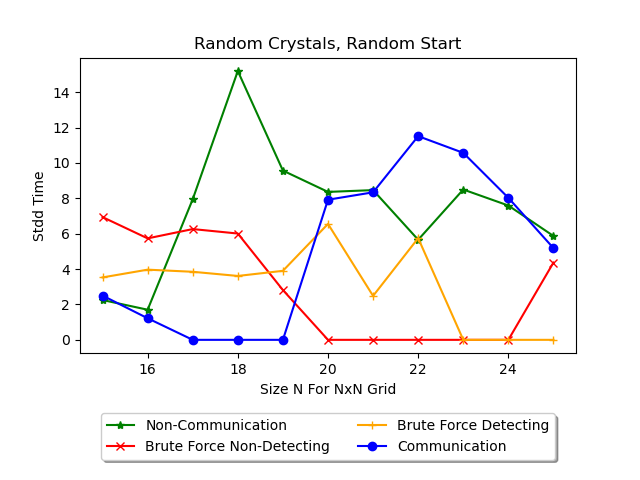 Random Crystals, Random Start
Stdd Time
14
12
10
8
6
4
2
0
16 18 20 22 24
Size N For NxN Grid
Non-Communication
Brute Force Non-Detecting
Brute Force Detecting
Communication